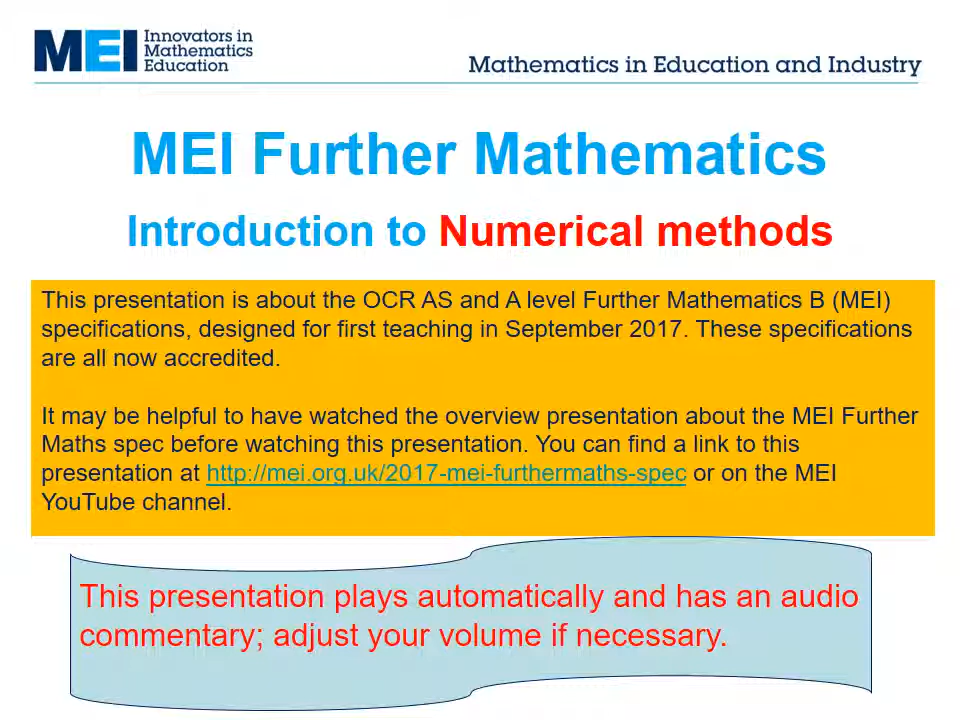 MEI Innovators in
Mathematics
Education
Mathematics in Education and Industry
MEI Further Mathematics
Introduction to Numerical methods
This presentation is about the OCR AS and A level Further Mathematics B (MEI)
specifications, designed for first teaching in September 2017. These specifications
are all now accredited.
It may be helpful to have watched the overview presentation about the MEI Further
Maths spec before watching this presentation. You can find a link to this
presentation at http://mei.org.uk/2017-mei-furthermaths-spec or on the MEI
YouTube channel.
This presentation plays automatically and has an audio
commentary; adjust your volume if necessary.